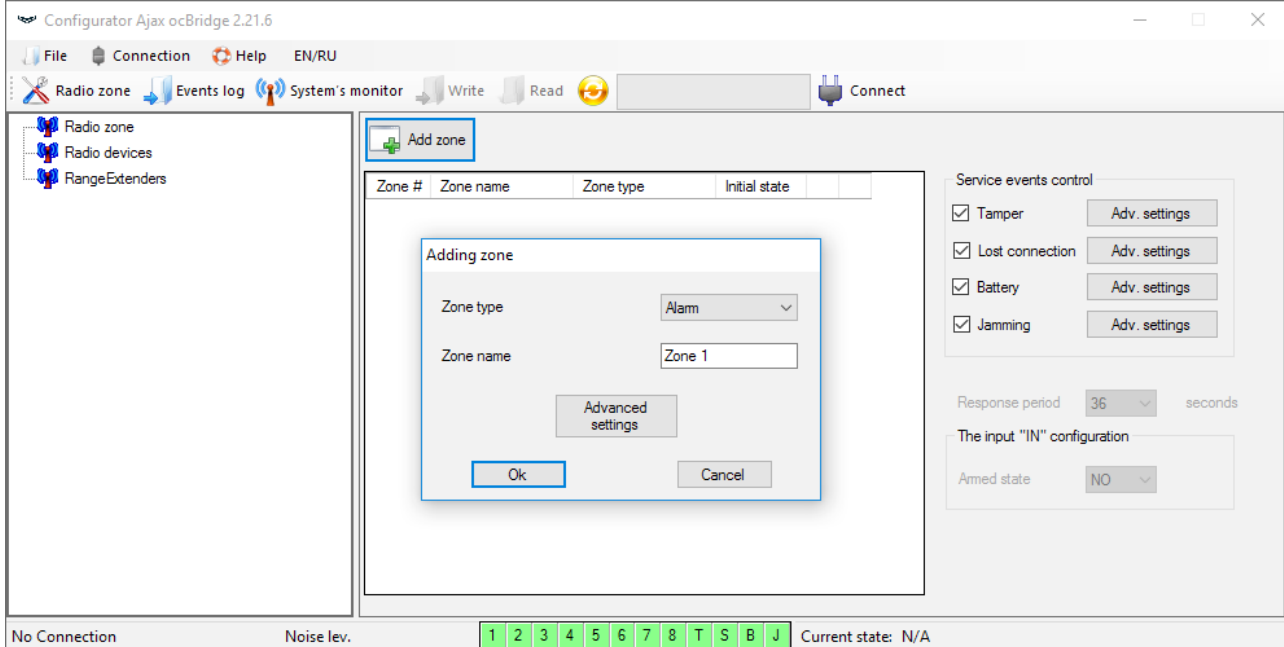 Configurator Ajax ocBridge 2.21.6
File Connection Help EN/RU
Radio zone Events log System's monitor Write Read Connect
Radio zone
Radio devices
RangeExtenders
Add zone
Zone # Zone name Zone type Initial state
Adding zone
Zone type Alarm
Zone name Zone 1
Advanced
settings
Ok Cancel
Service events control
Tamper Adv. settings
Lost connection Adv. settings
Battery Adv. settings
Jamming Adv. settings
Response period 36 seconds
The input "IN" configuration
Armed state NO
No Connection Noise lev. 1 2 3 4 5 6 7 8 T S B J Current state: N/A